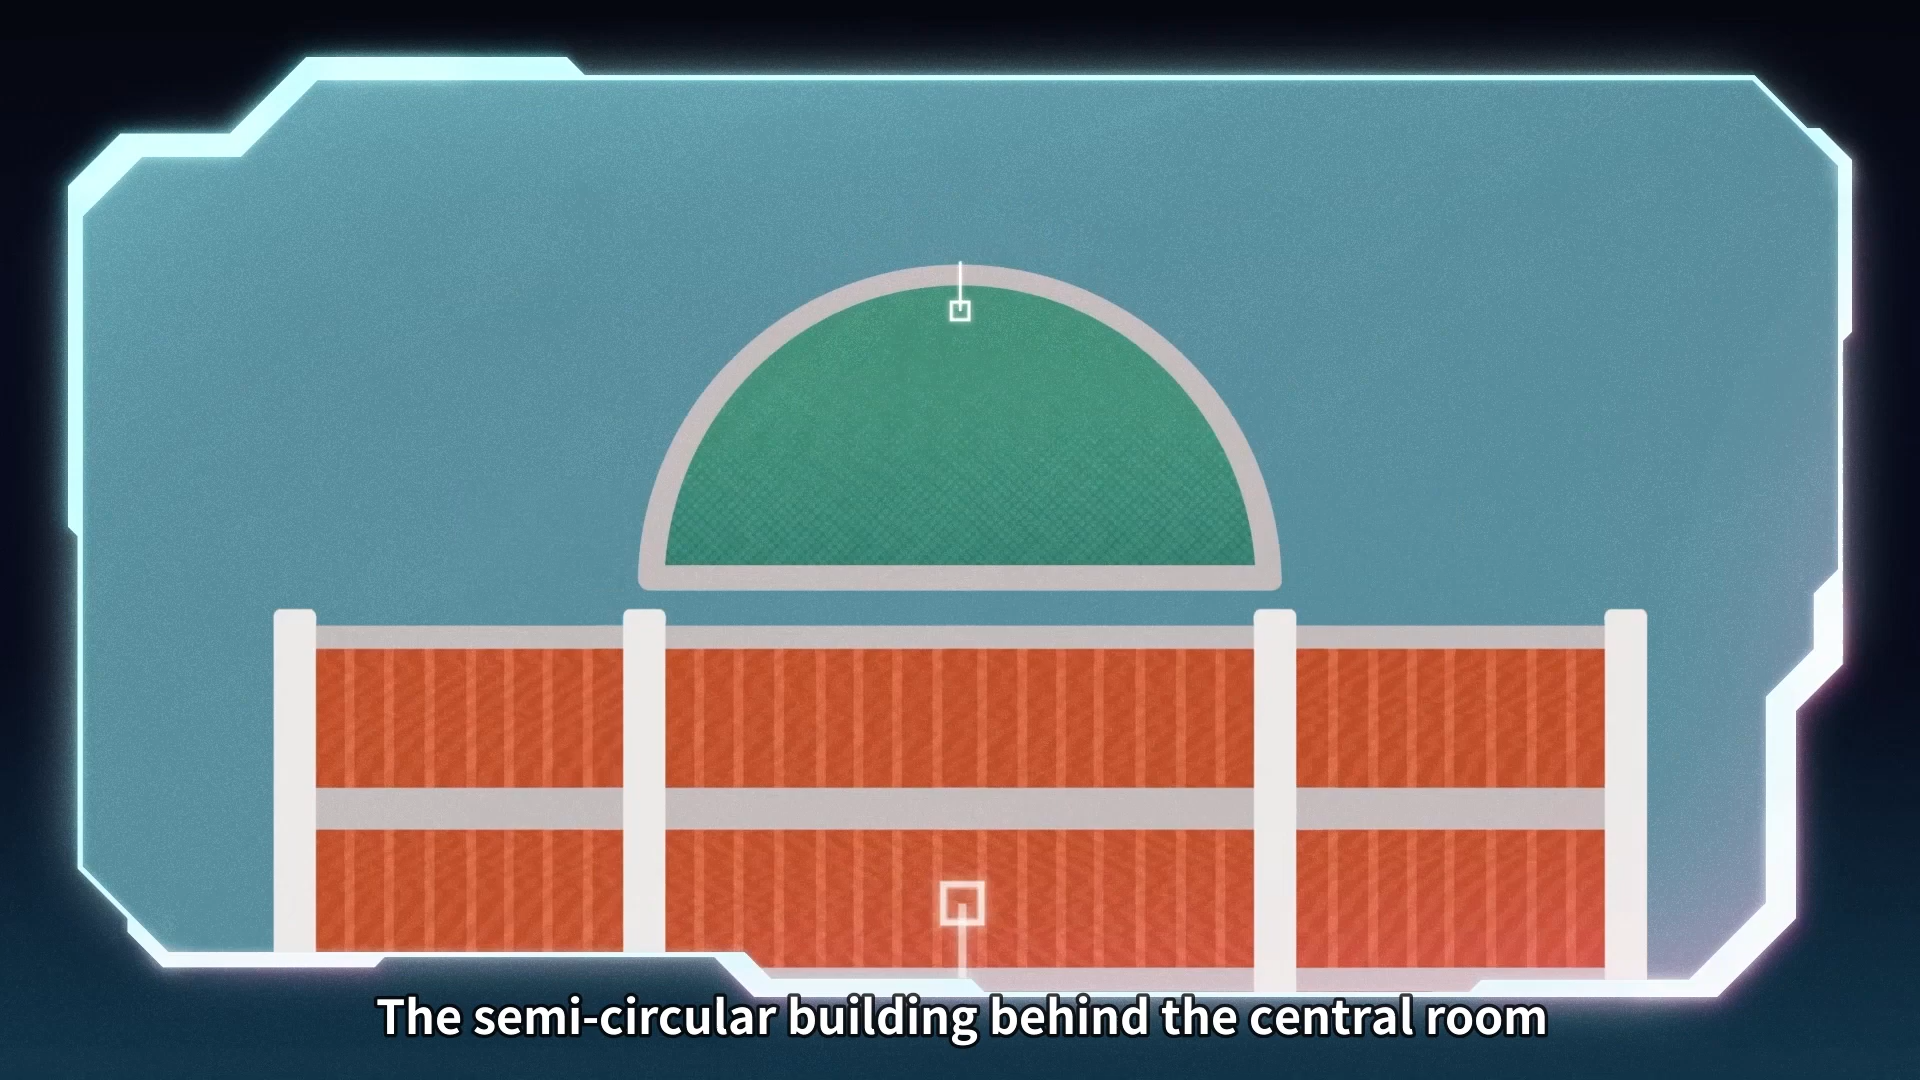 The semi-circular building behind the central room